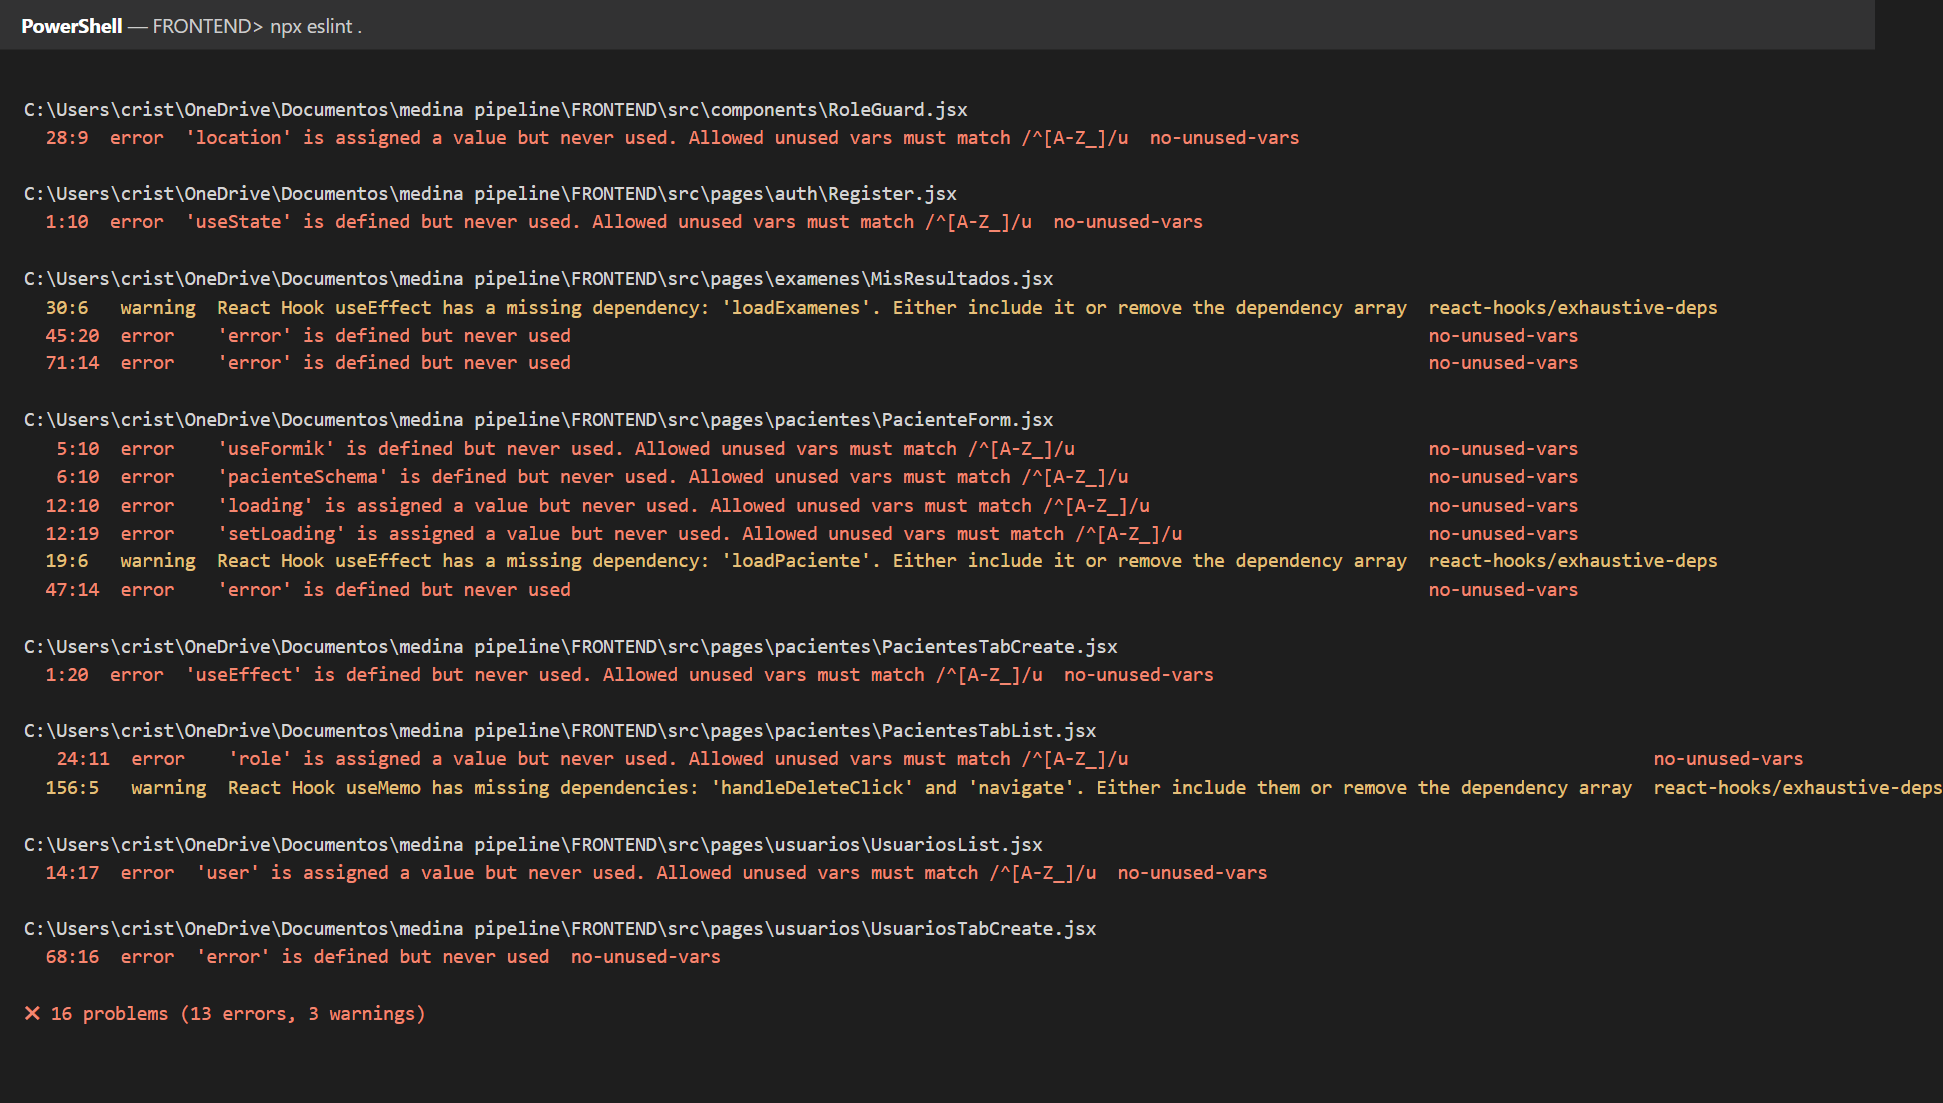 PowerShell — FRONTEND> npx eslint .
C:\Users\crist\OneDrive\Documentos\medina pipeline\FRONTEND\src\components\RoleGuard.jsx
28:9 error 'location' is assigned a value but never used. Allowed unused vars must match /^[A-Z_]/u no-unused-vars
C:\Users\crist\OneDrive\Documentos\medina pipeline\FRONTEND\src\pages\auth\Register.jsx
1:10 error 'useState' is defined but never used. Allowed unused vars must match /^[A-Z_]/u no-unused-vars
C:\Users\crist\OneDrive\Documentos\medina pipeline\FRONTEND\src\pages\examenes\MisResultados.jsx
30:6 warning React Hook useEffect has a missing dependency: 'loadExamenes'. Either include it or remove the dependency array react-hooks/exhaustive-deps
45:20 error 'error' is defined but never used no-unused-vars
71:14 error 'error' is defined but never used no-unused-vars
C:\Users\crist\OneDrive\Documentos\medina pipeline\FRONTEND\src\pages\pacientes\PacienteForm.jsx
5:10 error 'useFormik' is defined but never used. Allowed unused vars must match /^[A-Z_]/u no-unused-vars
6:10 error 'pacienteSchema' is defined but never used. Allowed unused vars must match /^[A-Z_]/u no-unused-vars
12:10 error 'loading' is assigned a value but never used. Allowed unused vars must match /^[A-Z_]/u no-unused-vars
12:19 error 'setLoading' is assigned a value but never used. Allowed unused vars must match /^[A-Z_]/u no-unused-vars
19:6 warning React Hook useEffect has a missing dependency: 'loadPaciente'. Either include it or remove the dependency array react-hooks/exhaustive-deps
47:14 error 'error' is defined but never used no-unused-vars
C:\Users\crist\OneDrive\Documentos\medina pipeline\FRONTEND\src\pages\pacientes\PacientesTabCreate.jsx
1:20 error 'useEffect' is defined but never used. Allowed unused vars must match /^[A-Z_]/u no-unused-vars
C:\Users\crist\OneDrive\Documentos\medina pipeline\FRONTEND\src\pages\pacientes\PacientesTabList.jsx
24:11 error 'role' is assigned a value but never used. Allowed unused vars must match /^[A-Z_]/u no-unused-vars
156:5 warning React Hook useMemo has missing dependencies: 'handleDeleteClick' and 'navigate'. Either include them or remove the dependency array react-hooks/exhaustive-deps
C:\Users\crist\OneDrive\Documentos\medina pipeline\FRONTEND\src\pages\usuarios\UsuariosList.jsx
14:17 error 'user' is assigned a value but never used. Allowed unused vars must match /^[A-Z_]/u no-unused-vars
C:\Users\crist\OneDrive\Documentos\medina pipeline\FRONTEND\src\pages\usuarios\UsuariosTabCreate.jsx
68:16 error 'error' is defined but never used no-unused-vars
✕ 16 problems (13 errors, 3 warnings)